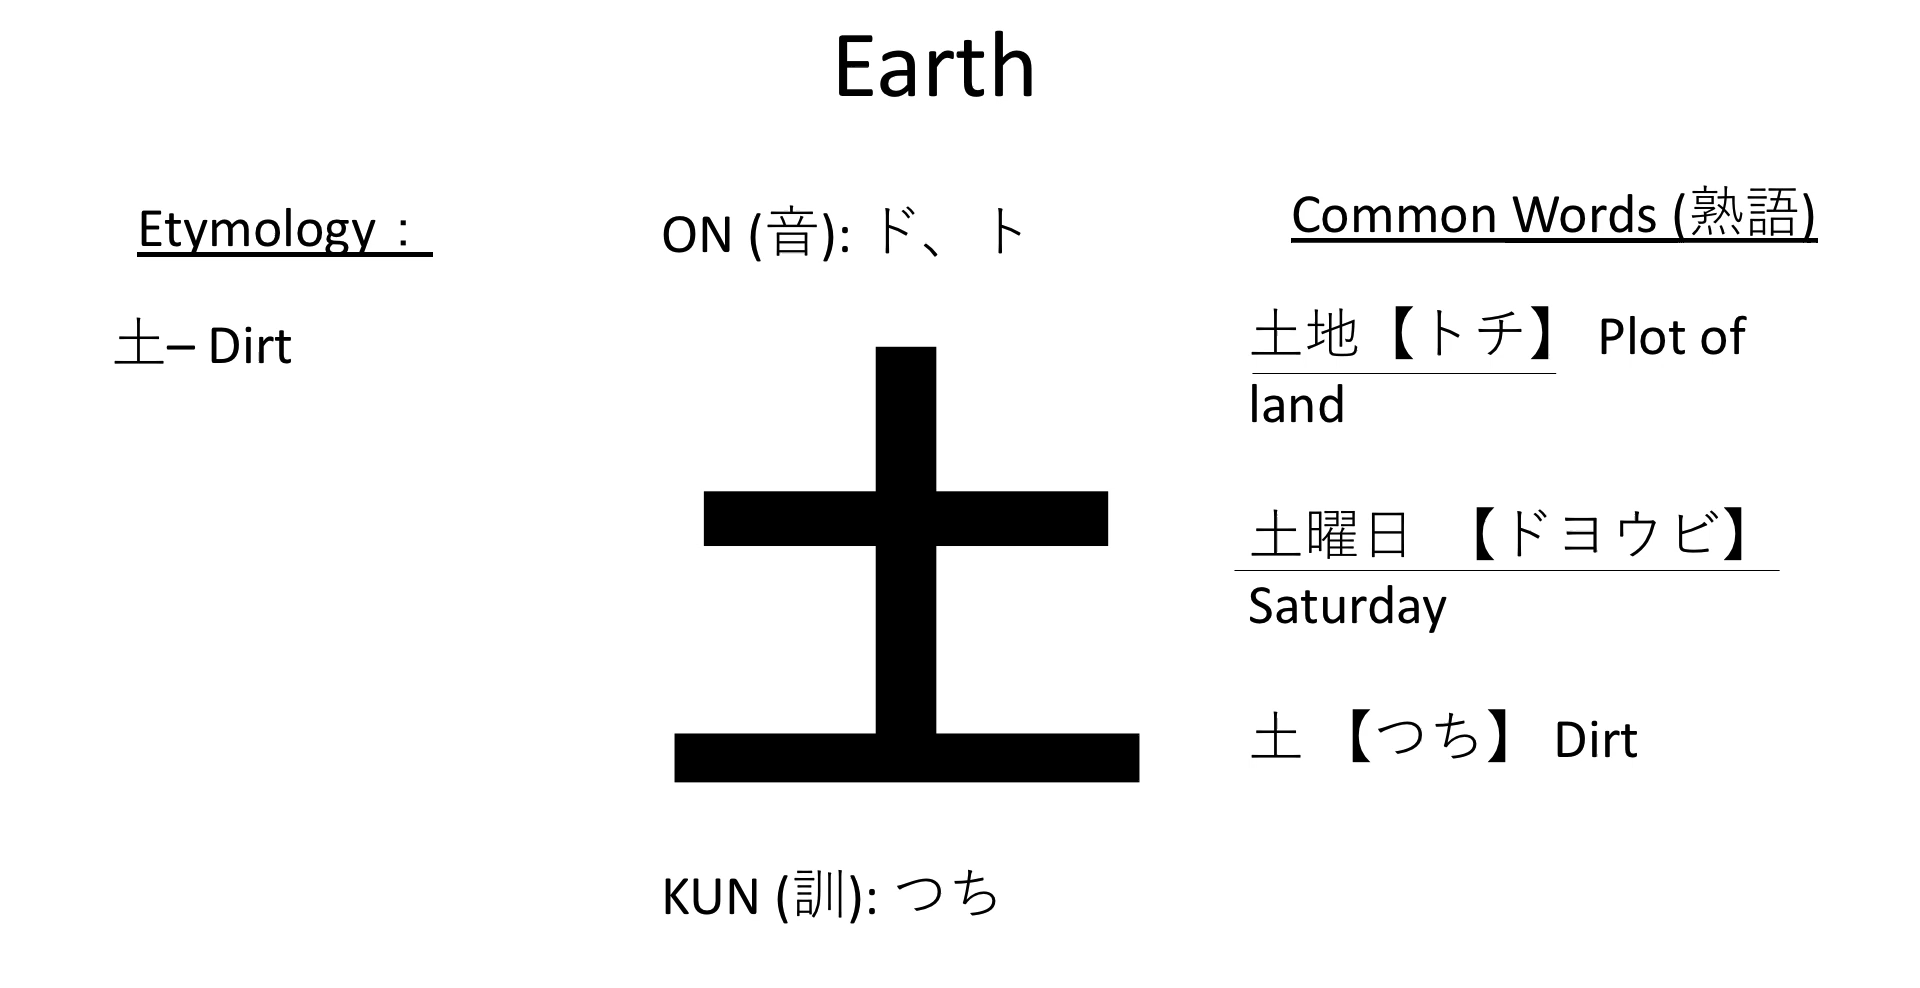 Earth
Etymology：
土– Dirt
ON (音): ド、ト
土
KUN (訓): つち
Common Words (熟語)
土地【トチ】 Plot of
land
土曜日 【ドヨウビ】
Saturday
土 【つち】 Dirt